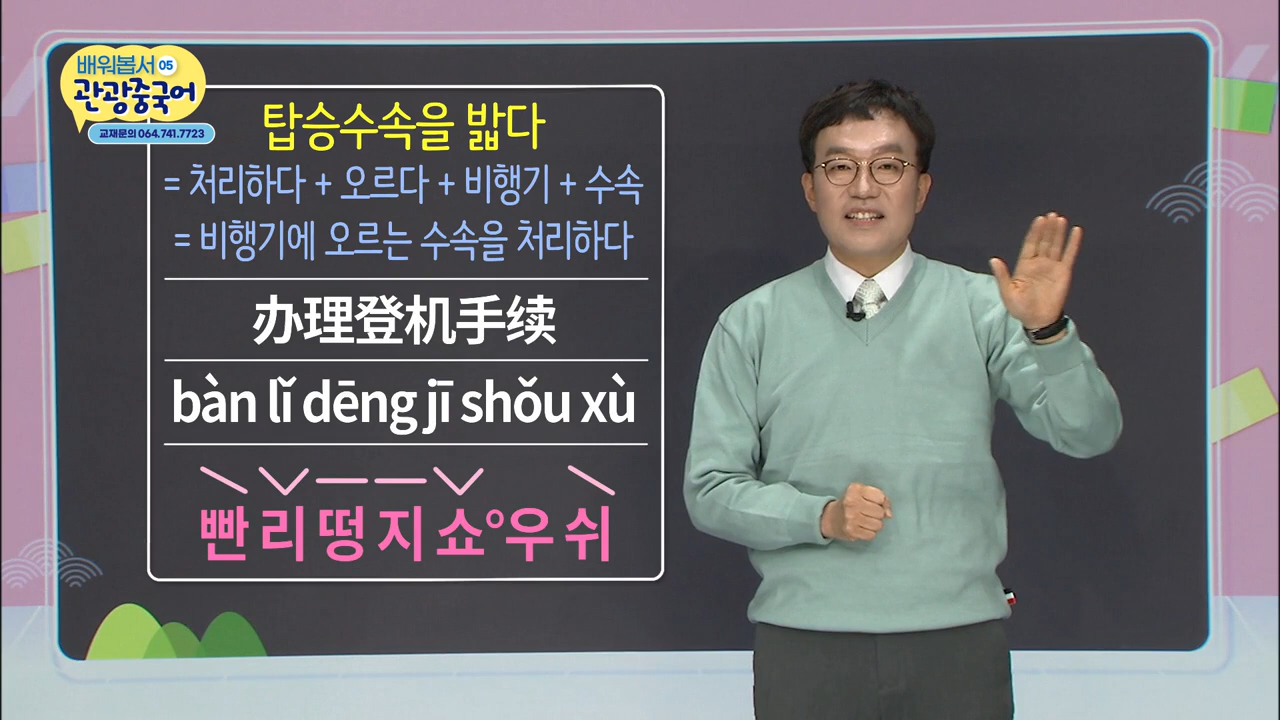 배워봅서 05
관광중국어
교재문의 064.741.7723
탑승수속을 밟다
= 처리하다 + 오르다 + 비행기 + 수속
= 비행기에 오르는 수속을 처리하다
办理登机手续
bàn lǐ dēng jī shǒu xù
빤 리 떵 지 쇼°우 쉬